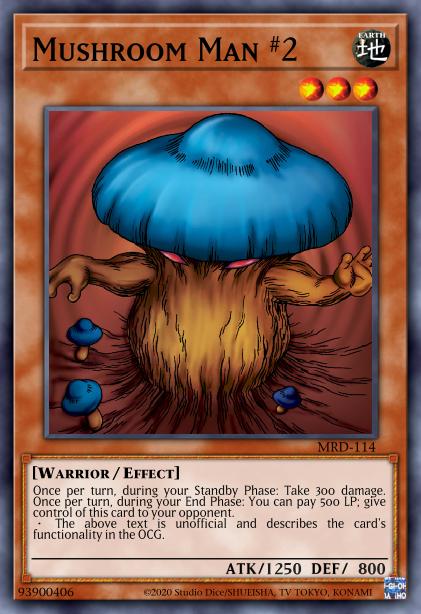 MUSHROOM MAN #2
EARTH
地
MRD-114
[WARRIOR / EFFECT]
Once per turn, during your Standby Phase: Take 300 damage.
Once per turn, during your End Phase: You can pay 500 LP; give
control of this card to your opponent.
· The above text is unofficial and describes the card's
functionality in the OCG.
ATK/1250 DEF/ 800
93900406
©2020 Studio Dice/SHUEISHA, TV TOKYO, KONAMI